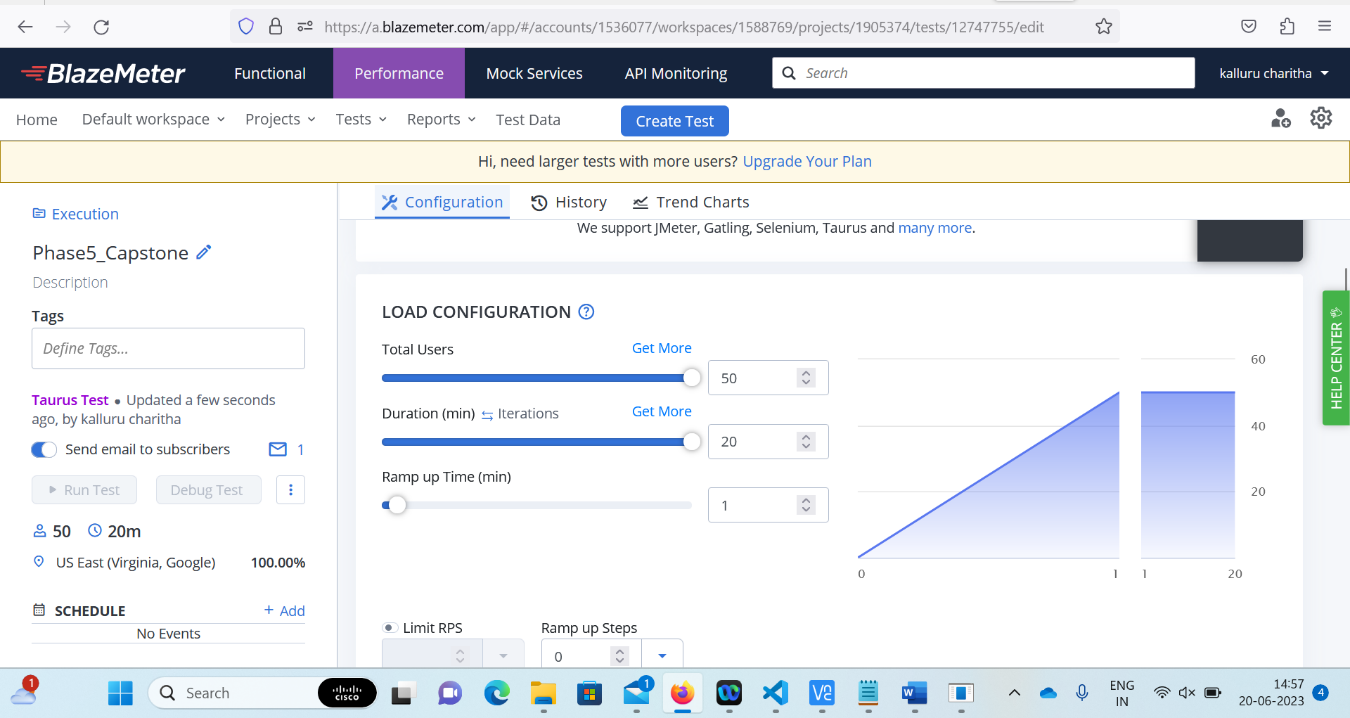 https://a.blazemeter.com/app/#/accounts/1536077/workspaces/1588769/projects/1905374/tests/12747755/edit
BlazeMeter Functional Performance Mock Services API Monitoring Search kalluru charitha
Home Default workspace Projects Tests Reports Test Data Create Test
Hi, need larger tests with more users? Upgrade Your Plan
Execution
Phase5_Capstone
Description
Tags
Define Tags...
Taurus Test • Updated a few seconds
ago, by kalluru charitha
Send email to subscribers 1
Run Test Debug Test
50 20m
US East (Virginia, Google) 100.00%
SCHEDULE + Add
No Events
Configuration History Trend Charts
We support JMeter, Gatling, Selenium, Taurus and many more.
LOAD CONFIGURATION ?
Total Users Get More
50
Duration (min) Iterations Get More
20
Ramp up Time (min)
1
60
40
20
0 1 1 20
Limit RPS Ramp up Steps
0
HELP CENTER
1 Search cisco 1 VE W ENG
IN 14:57
20-06-2023 4